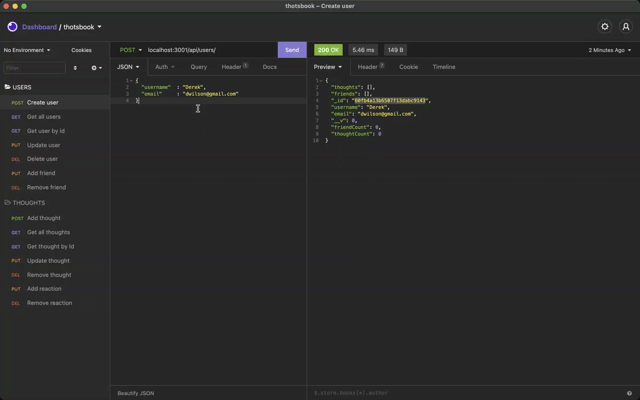 thotsbook – Create user
Dashboard / thotsbook
No Environment Cookies
POST localhost:3001/api/users/ Send
200 OK 5.46 ms 149 B 2 Minutes Ago
Filter
JSON Auth Query Header 1 Docs
Preview Header 7 Cookie Timeline
USERS
POST Create user
GET Get all users
GET Get user by id
PUT Update user
DEL Delete user
PUT Add friend
DEL Remove friend
THOUGHTS
POST Add thought
GET Get all thoughts
GET Get thought by Id
PUT Update thought
DEL Remove thought
PUT Add reaction
DEL Remove reaction
1 {
2 "username" : "Derek",
3 "email" : "dwilson@gmail.com"
4 }
1 {
2 "thoughts": [],
3 "friends": [],
4 "_id":
5 "username": "Derek",
6 "email": "dwilson@gmail.com",
7 "__v": 0,
8 "friendCount": 0,
9 "thoughtCount": 0
10 }
Beautify JSON
$.store.books[*].author